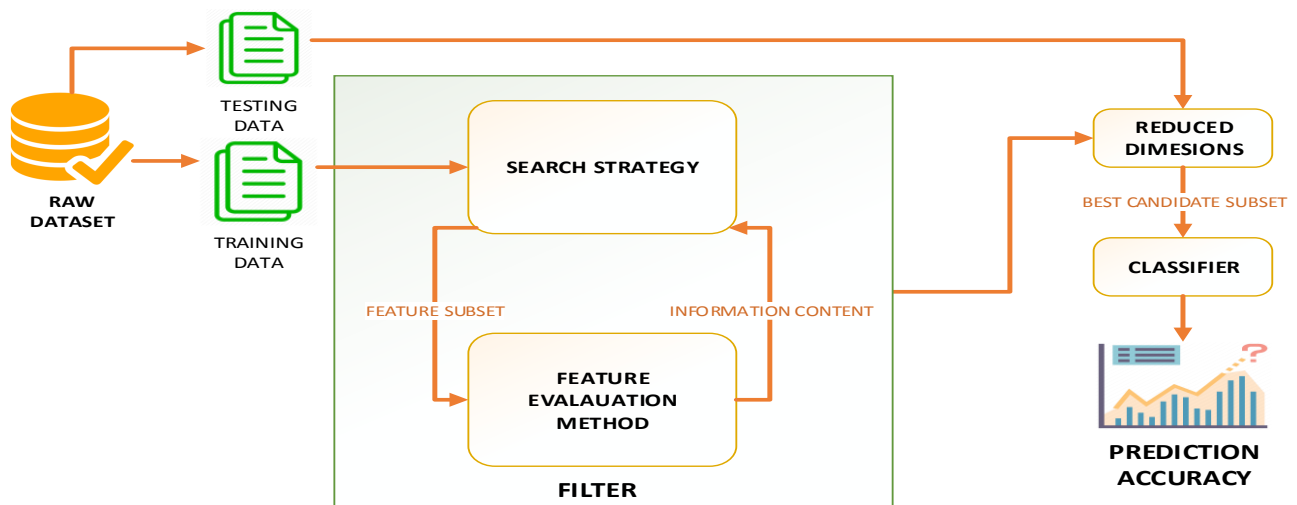 TESTING
DATA
RAW
DATASET
TRAINING
DATA
SEARCH STRATEGY
FEATURE SUBSET
INFORMATION CONTENT
FEATURE
EVALAUATION
METHOD
FILTER
REDUCED
DIMESIONS
BEST CANDIDATE SUBSET
CLASSIFIER
?
PREDICTION
ACCURACY